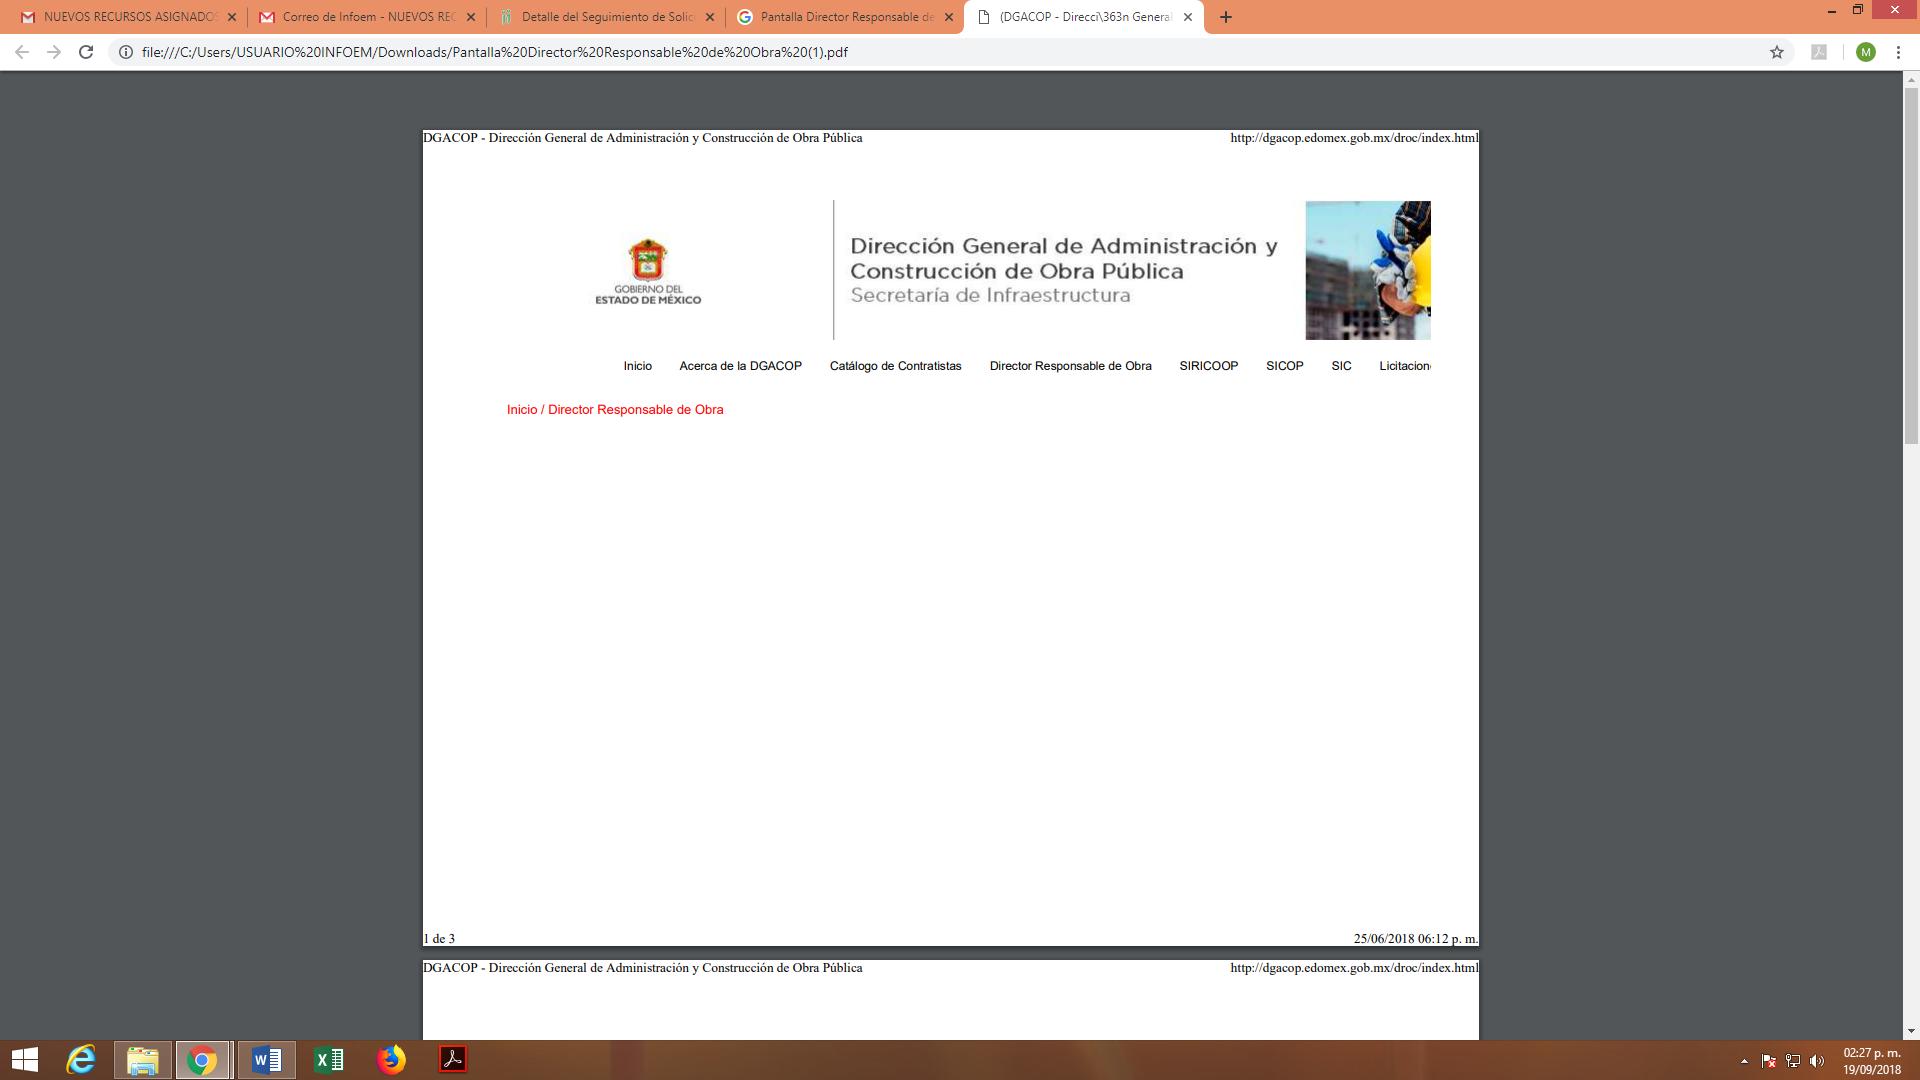 NUEVOS RECURSOS ASIGNADOS
Correo de Infoem - NUEVOS REC
Detalle del Seguimiento de Solic
Pantalla Director Responsable de
(DGACOP - Direcci\363n General
file:///C:/Users/USUARIO%20INFOEM/Downloads/Pantalla%20Director%20Responsable%20de%20Obra%20(1).pdf
M
DGACOP - Dirección General de Administración y Construcción de Obra Pública
http://dgacop.edomex.gob.mx/droc/index.html
GOBIERNO DEL
ESTADO DE MÉXICO
Dirección General de Administración y
Construcción de Obra Pública
Secretaría de Infraestructura
Inicio Acerca de la DGACOP Catálogo de Contratistas Director Responsable de Obra SIRICOOP SICOP SIC Licitacion
Inicio / Director Responsable de Obra
1 de 3
25/06/2018 06:12 p. m.
DGACOP - Dirección General de Administración y Construcción de Obra Pública
http://dgacop.edomex.gob.mx/droc/index.html
02:27 p. m.
19/09/2018